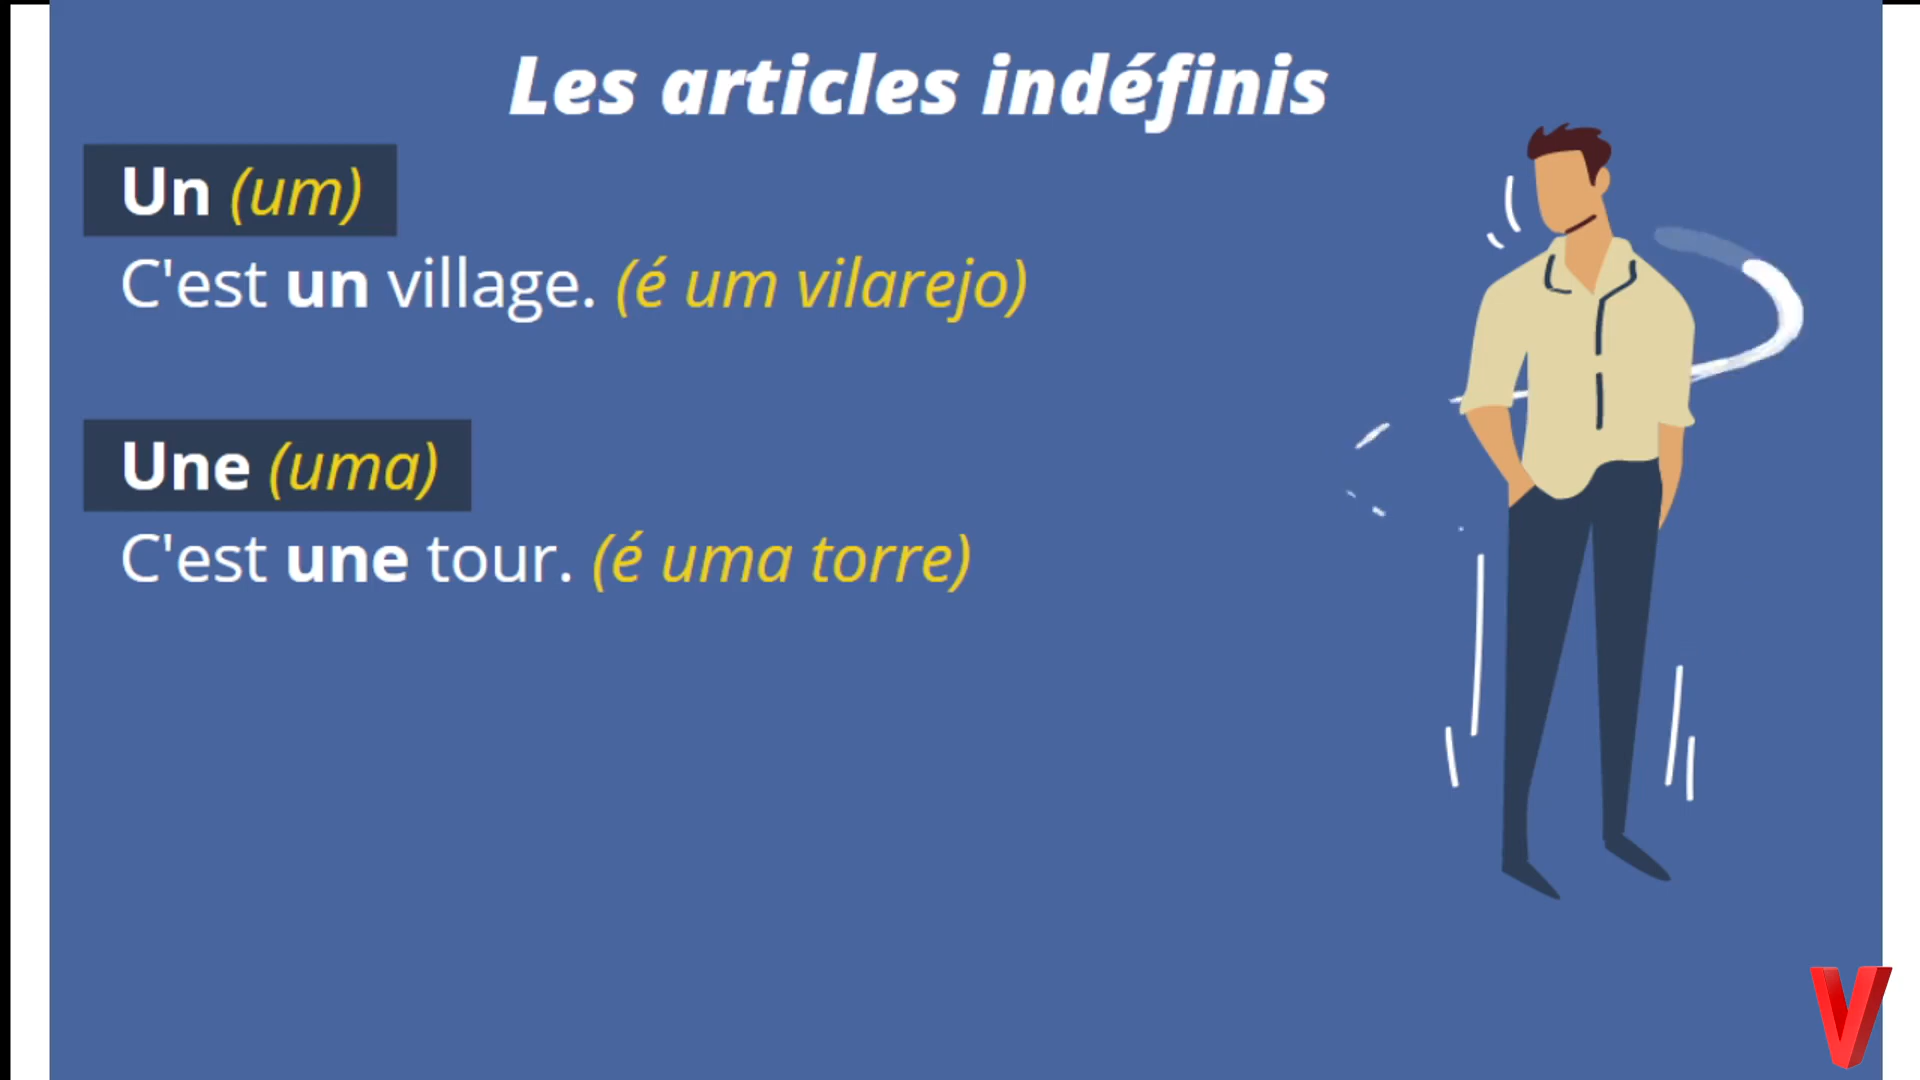 Les articles indéfinis
Un (um)
C'est un village. (é um vilarejo)
Une (uma)
C'est une tour. (é uma torre)
V